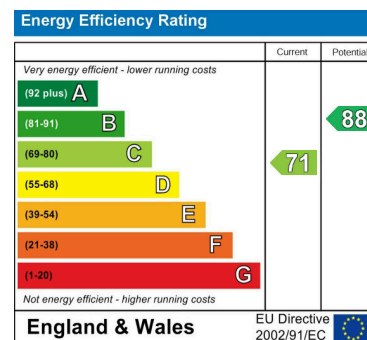 Energy Efficiency Rating
Current Potential
Very energy efficient - lower running costs
(92 plus) A
(81-91) B
88
(69-80) C
71
(55-68) D
(39-54) E
(21-38) F
(1-20) G
Not energy efficient - higher running costs
England & Wales
EU Directive
2002/91/EC